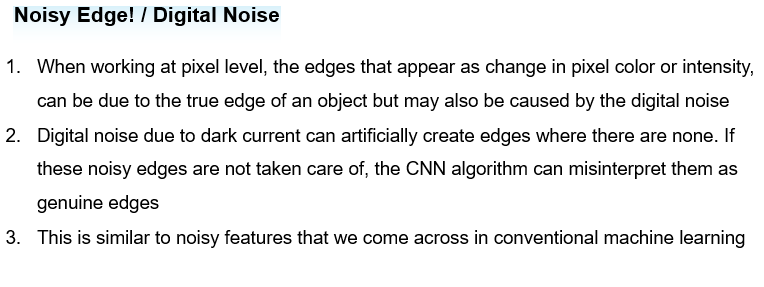 Noisy Edge! / Digital Noise
1. When working at pixel level, the edges that appear as change in pixel color or intensity,
can be due to the true edge of an object but may also be caused by the digital noise
2. Digital noise due to dark current can artificially create edges where there are none. If
these noisy edges are not taken care of, the CNN algorithm can misinterpret them as
genuine edges
3. This is similar to noisy features that we come across in conventional machine learning